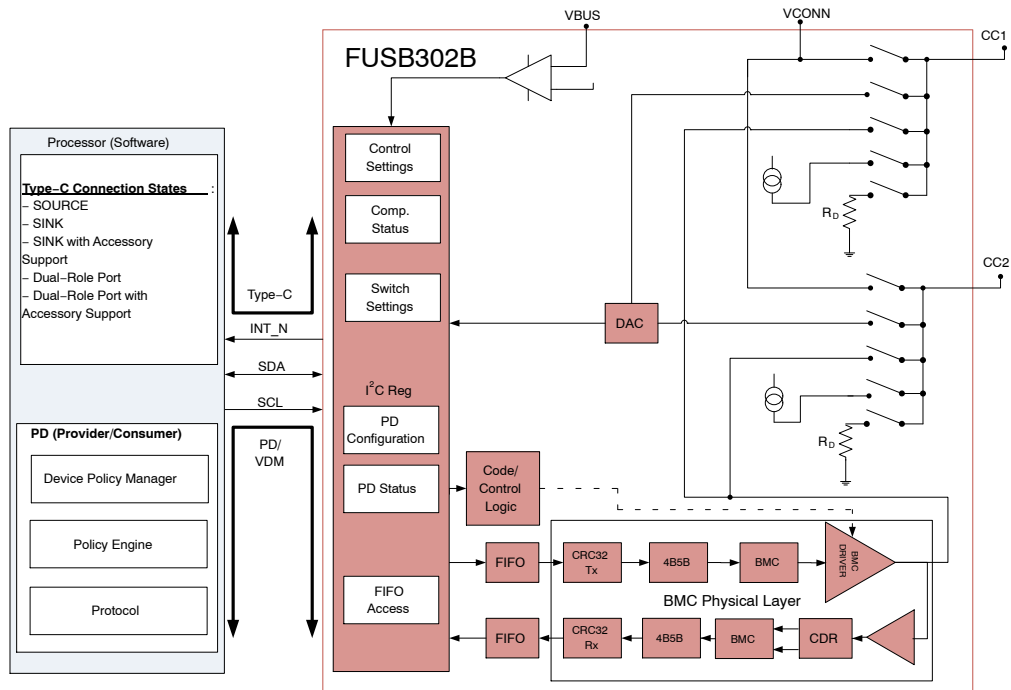 VBUS
VCONN
CC1
FUSB302B
Processor (Software)
Type−C Connection States :
− SOURCE
− SINK
− SINK with Accessory
Support
− Dual−Role Port
− Dual−Role Port with
Accessory Support
Type−C
INT_N
SDA
SCL
PD/
VDM
PD (Provider/Consumer)
Device Policy Manager
Policy Engine
Protocol
Control
Settings
Comp.
Status
Switch
Settings
I2C Reg
PD
Configuration
PD Status
FIFO
Access
Code/
Control
Logic
DAC
RD
CC2
RD
FIFO
CRC32
Tx
4B5B
BMC
BMC
DRIVER
BMC Physical Layer
FIFO
CRC32
Rx
4B5B
BMC
CDR